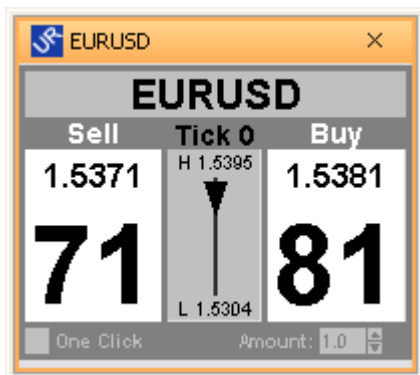 JR EURUSD
EURUSD
Sell Tick 0 Buy
1.5371 H 1.5395 1.5381
71 81
L 1.5304
One Click Amount: 1.0